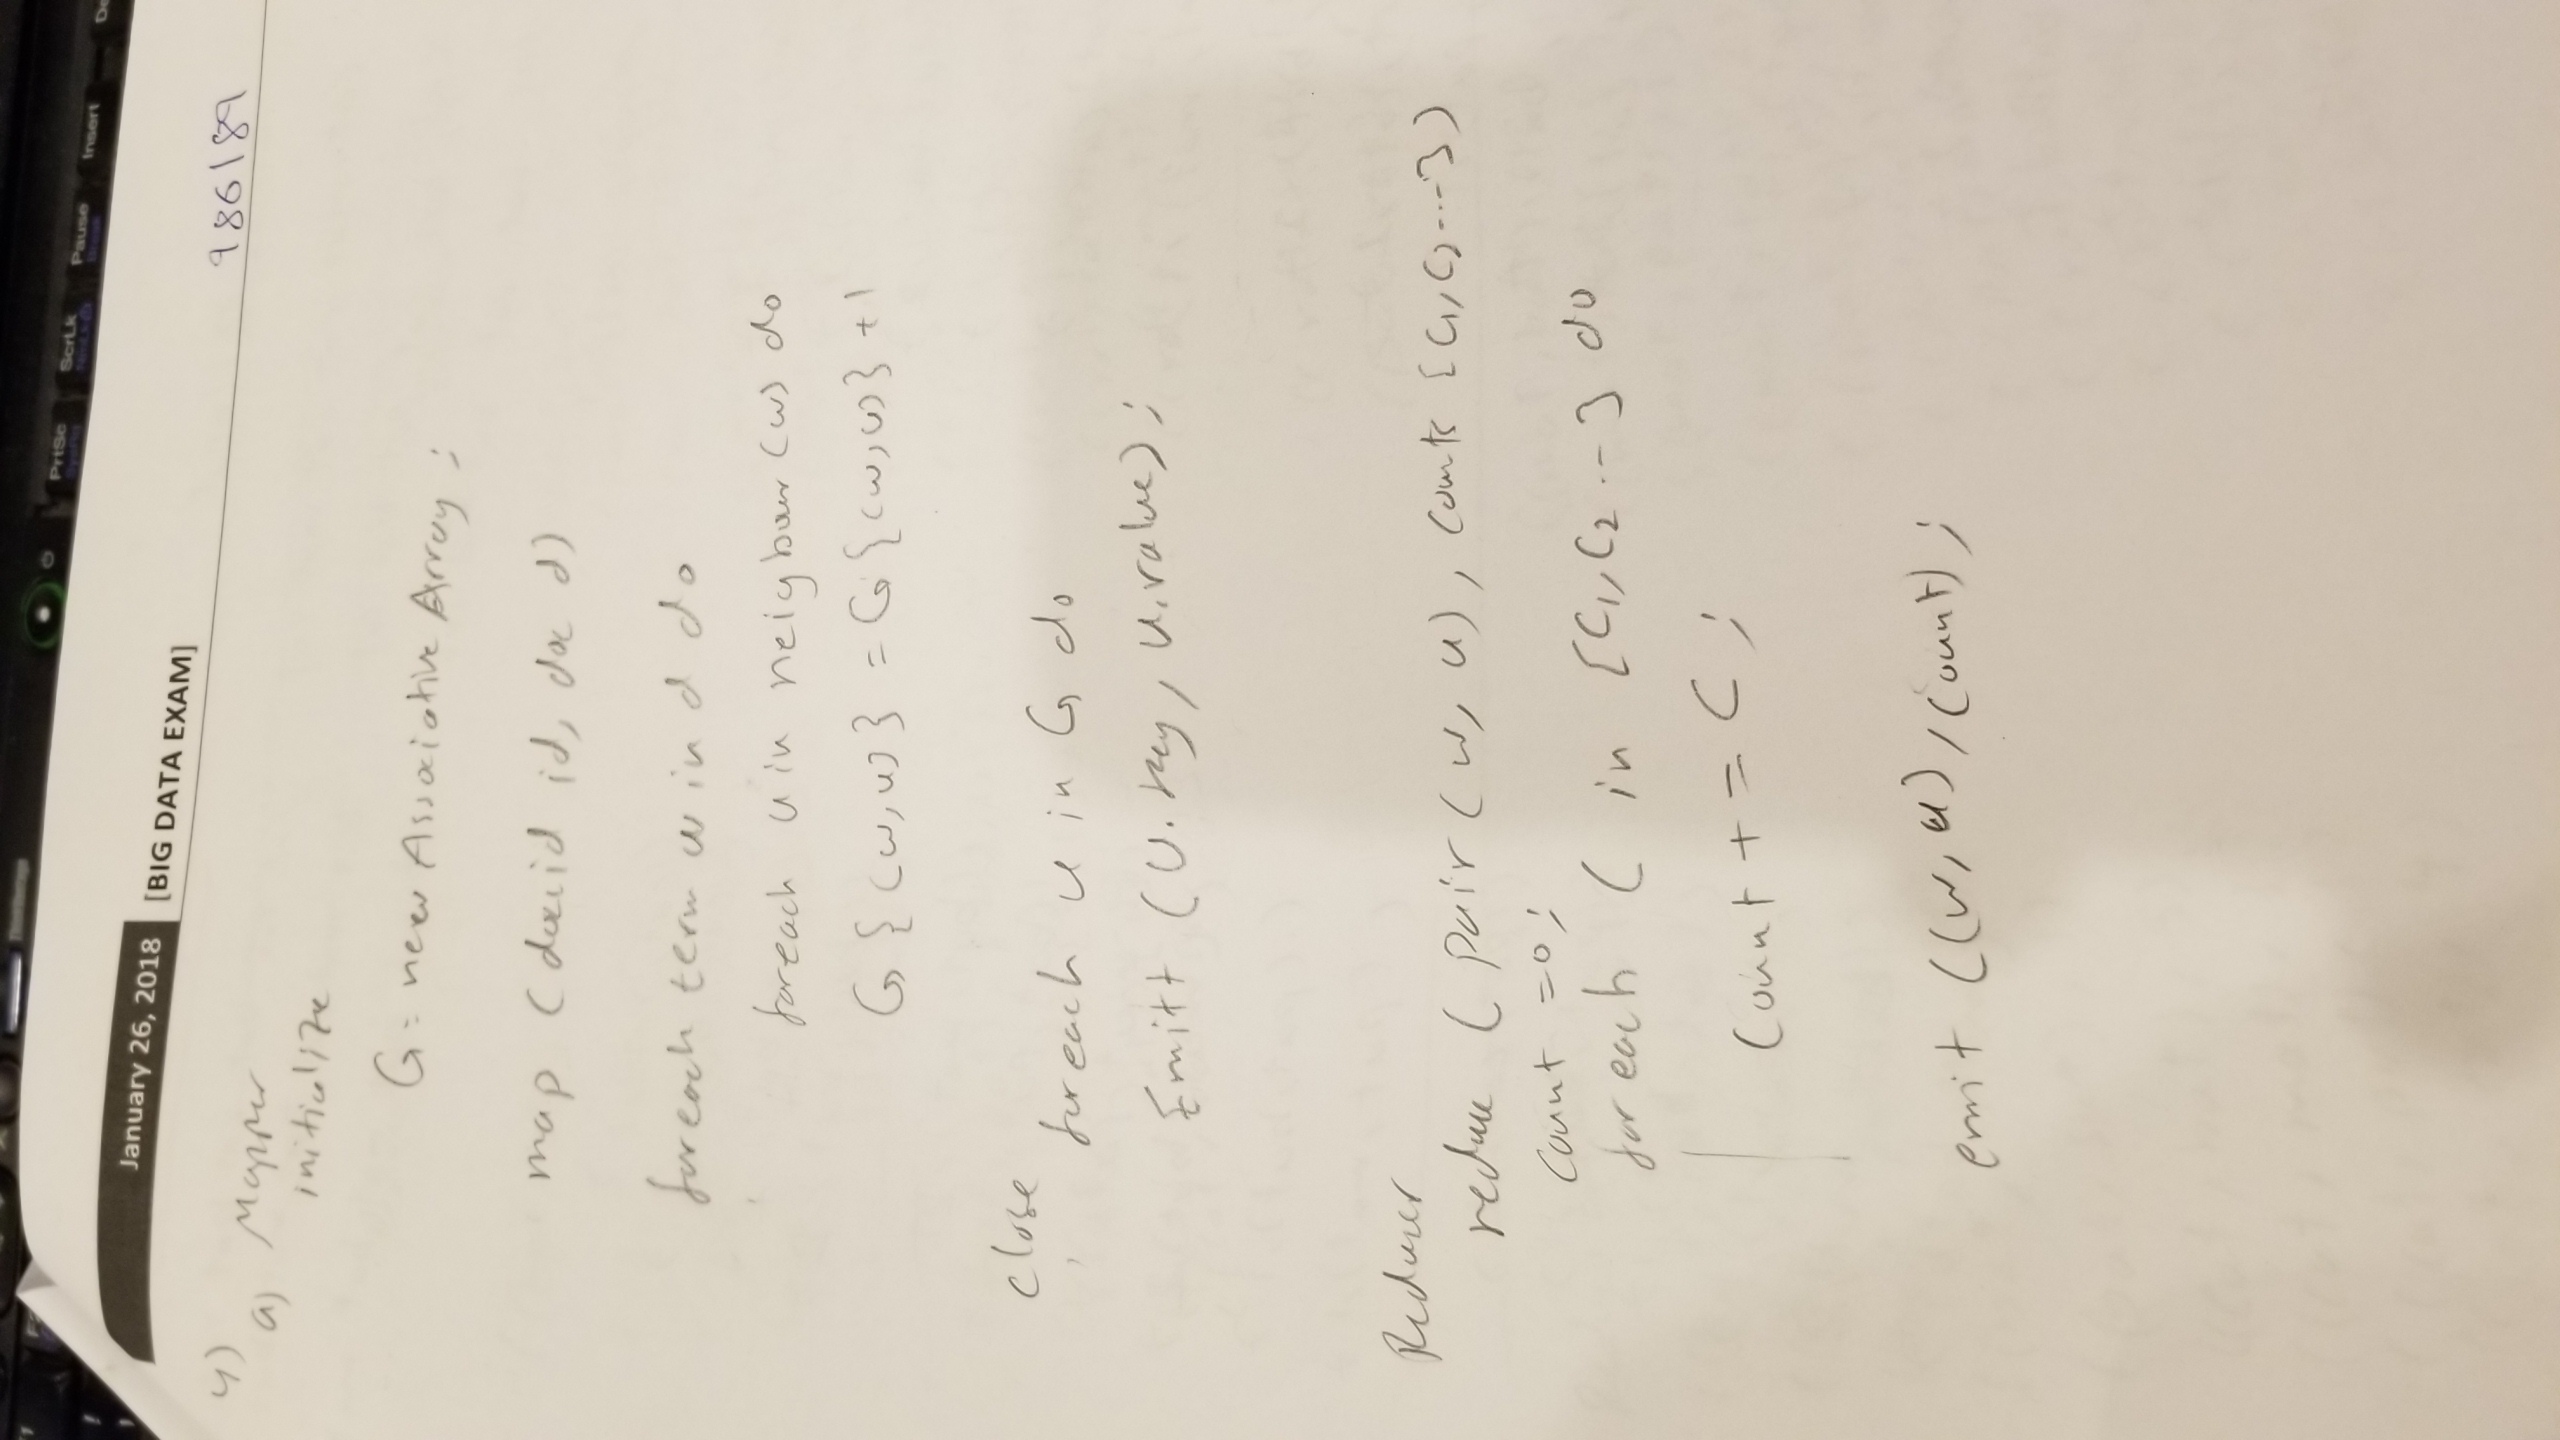 PrtSc ScrLk Pause Insert
SysRq Break
January 26, 2018 [BIG DATA EXAM]
986189
4)
a) Mapper
initialize
G = new Associative Array ;
map (docid id, doc d)
foreach term w in d do
foreach u in neigbour (w) do
G { (w,u) } = G { (w,u) } + 1
close
foreach u in G do
Emitt (U. key, u.value) ;
Reducer
reduce ( pair ( w, u) , counts [ C1, C2 ... ] )
count = 0 ;
for each C in [C1, C2 ... ] do
Count + = C ;
emit ((w, u) , count) ;